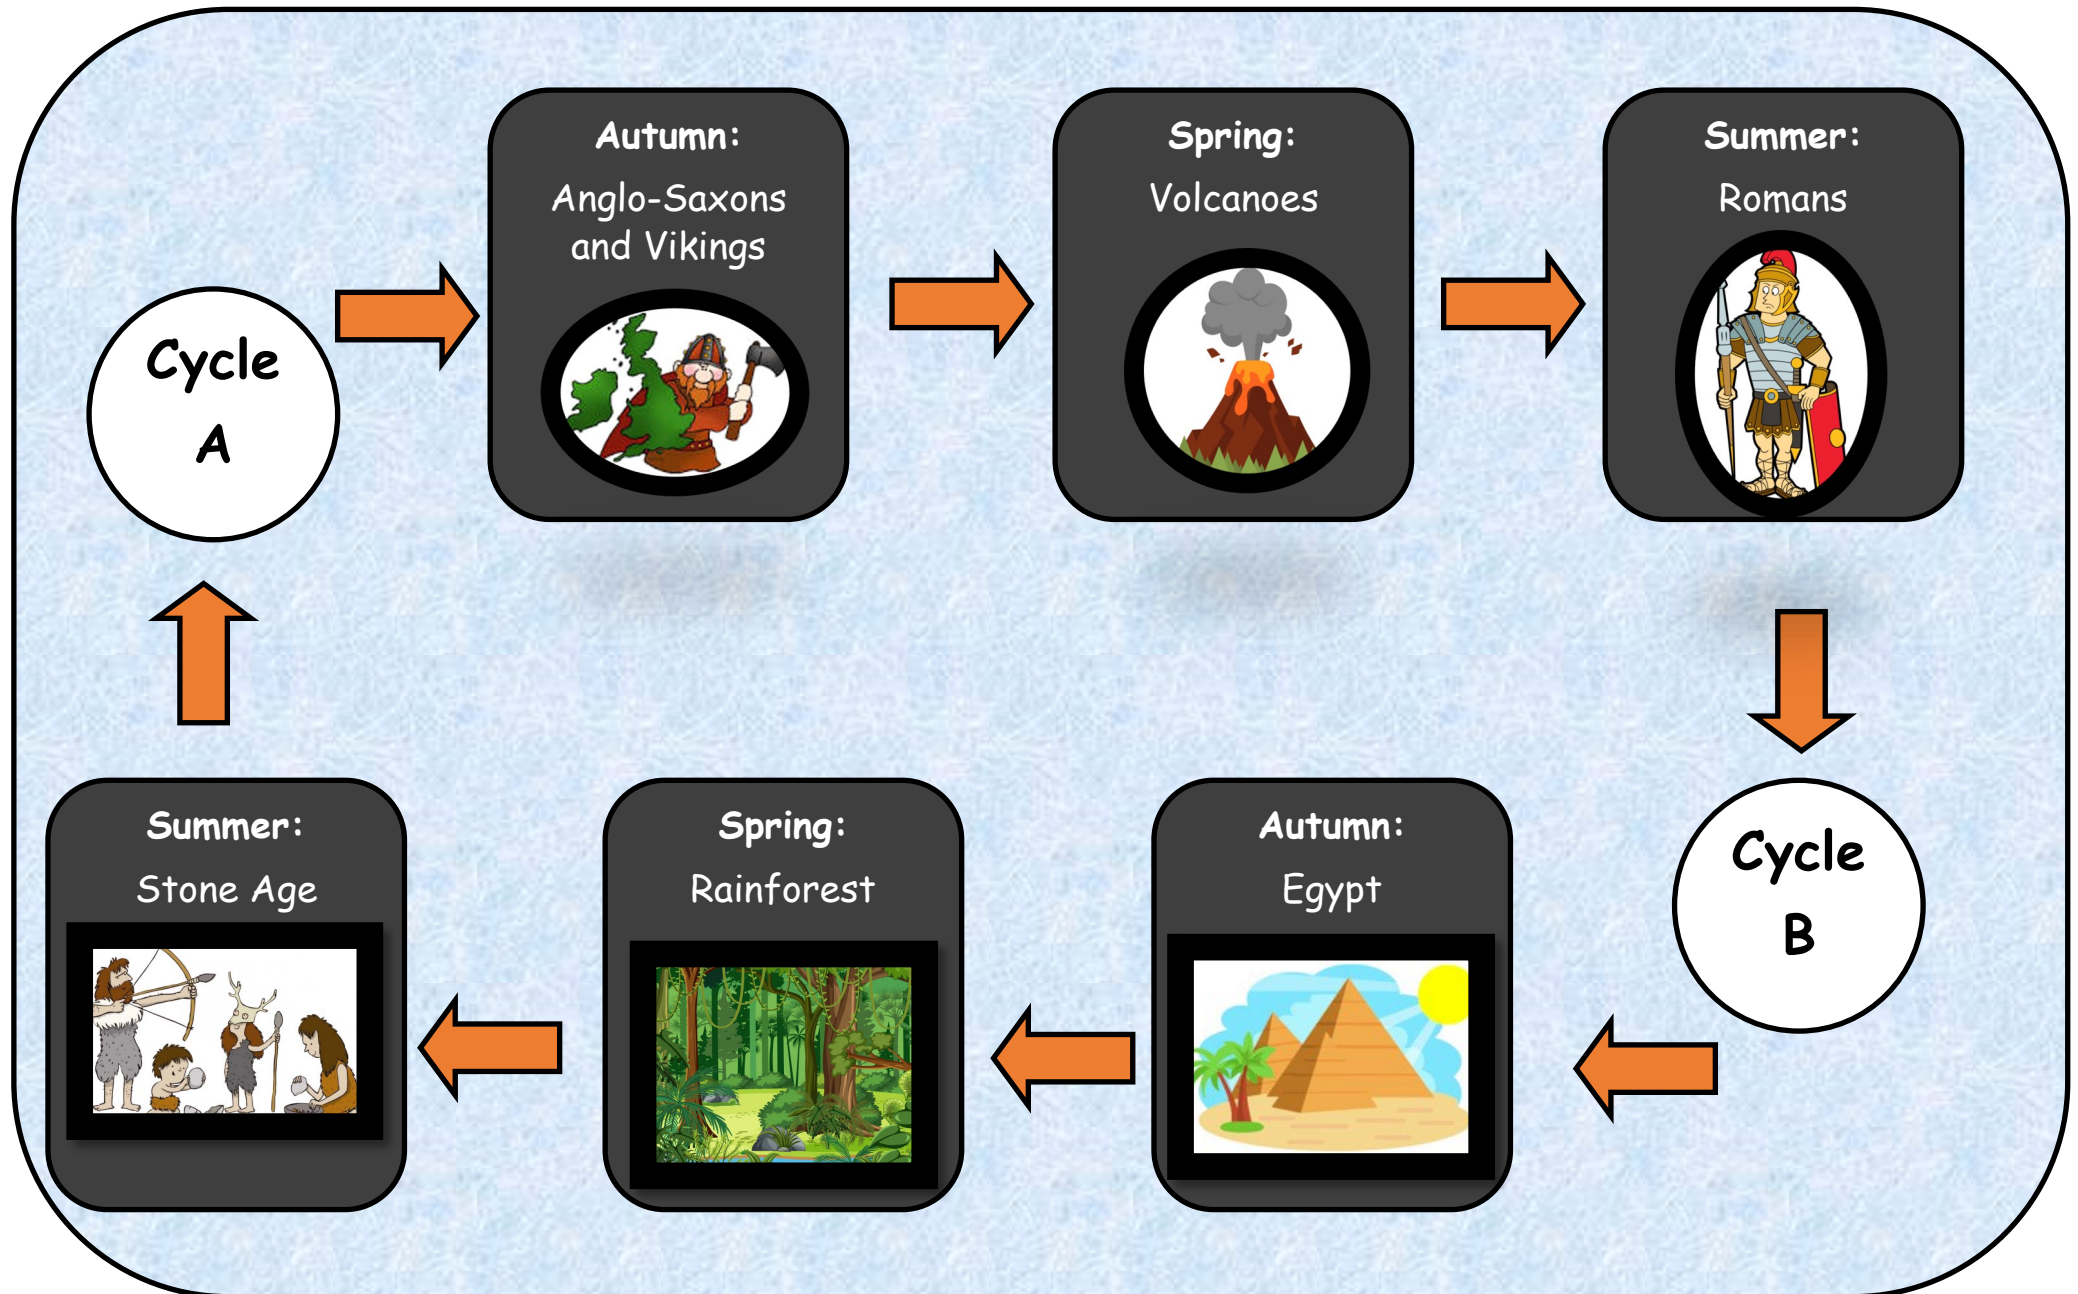 Cycle
A
Autumn:
Anglo-Saxons
and Vikings
Spring:
Volcanoes
Summer:
Romans
Cycle
B
Autumn:
Egypt
Spring:
Rainforest
Summer:
Stone Age